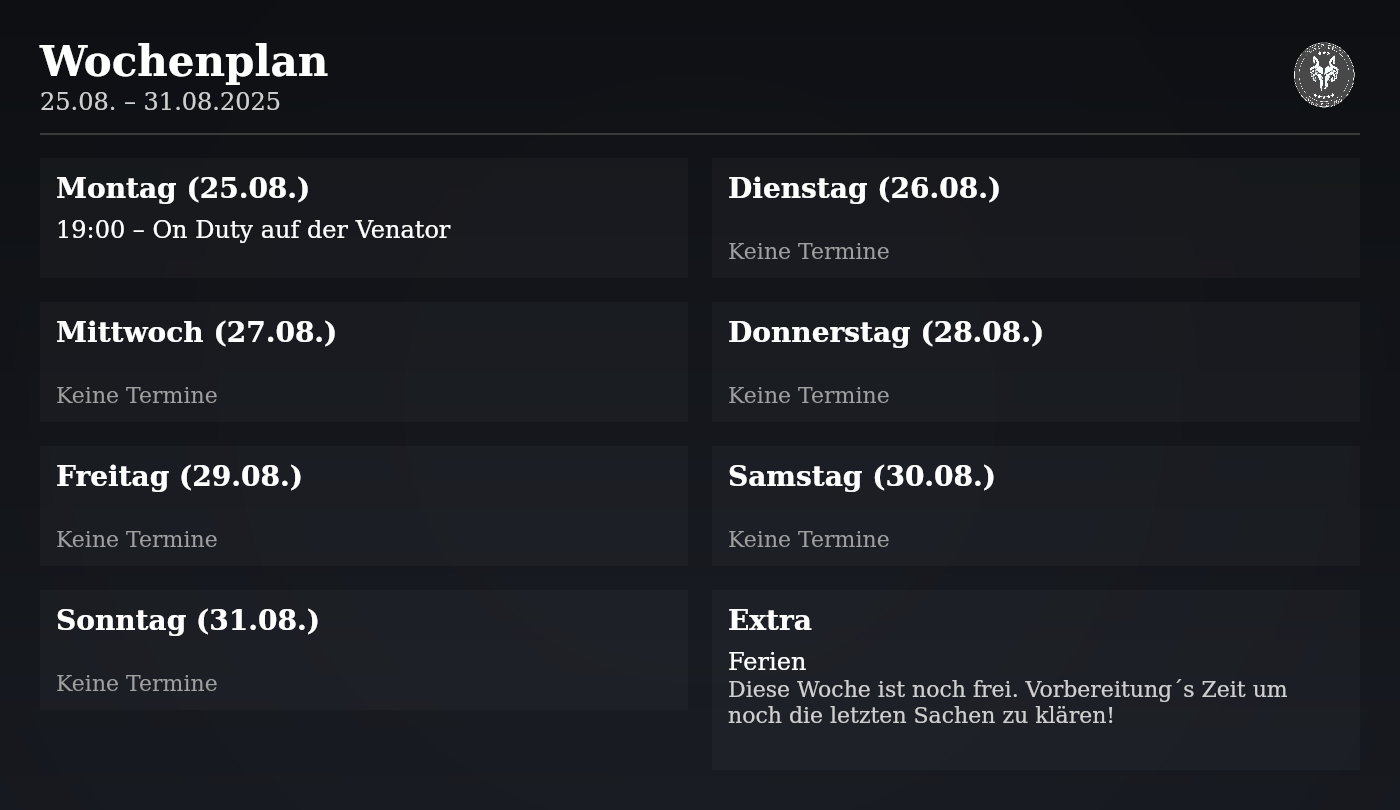 Wochenplan
25.08. – 31.08.2025
Montag (25.08.)
19:00 – On Duty auf der Venator
Dienstag (26.08.)
Keine Termine
Mittwoch (27.08.)
Keine Termine
Donnerstag (28.08.)
Keine Termine
Freitag (29.08.)
Keine Termine
Samstag (30.08.)
Keine Termine
Sonntag (31.08.)
Keine Termine
Extra
Ferien
Diese Woche ist noch frei. Vorbereitung´s Zeit um
noch die letzten Sachen zu klären!